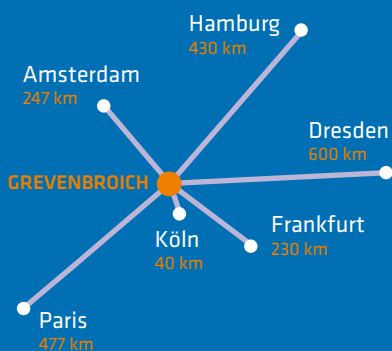 Hamburg
430 km
Amsterdam
247 km
Dresden
600 km
GREVENBROICH
Köln
40 km
Frankfurt
230 km
Paris
477 km